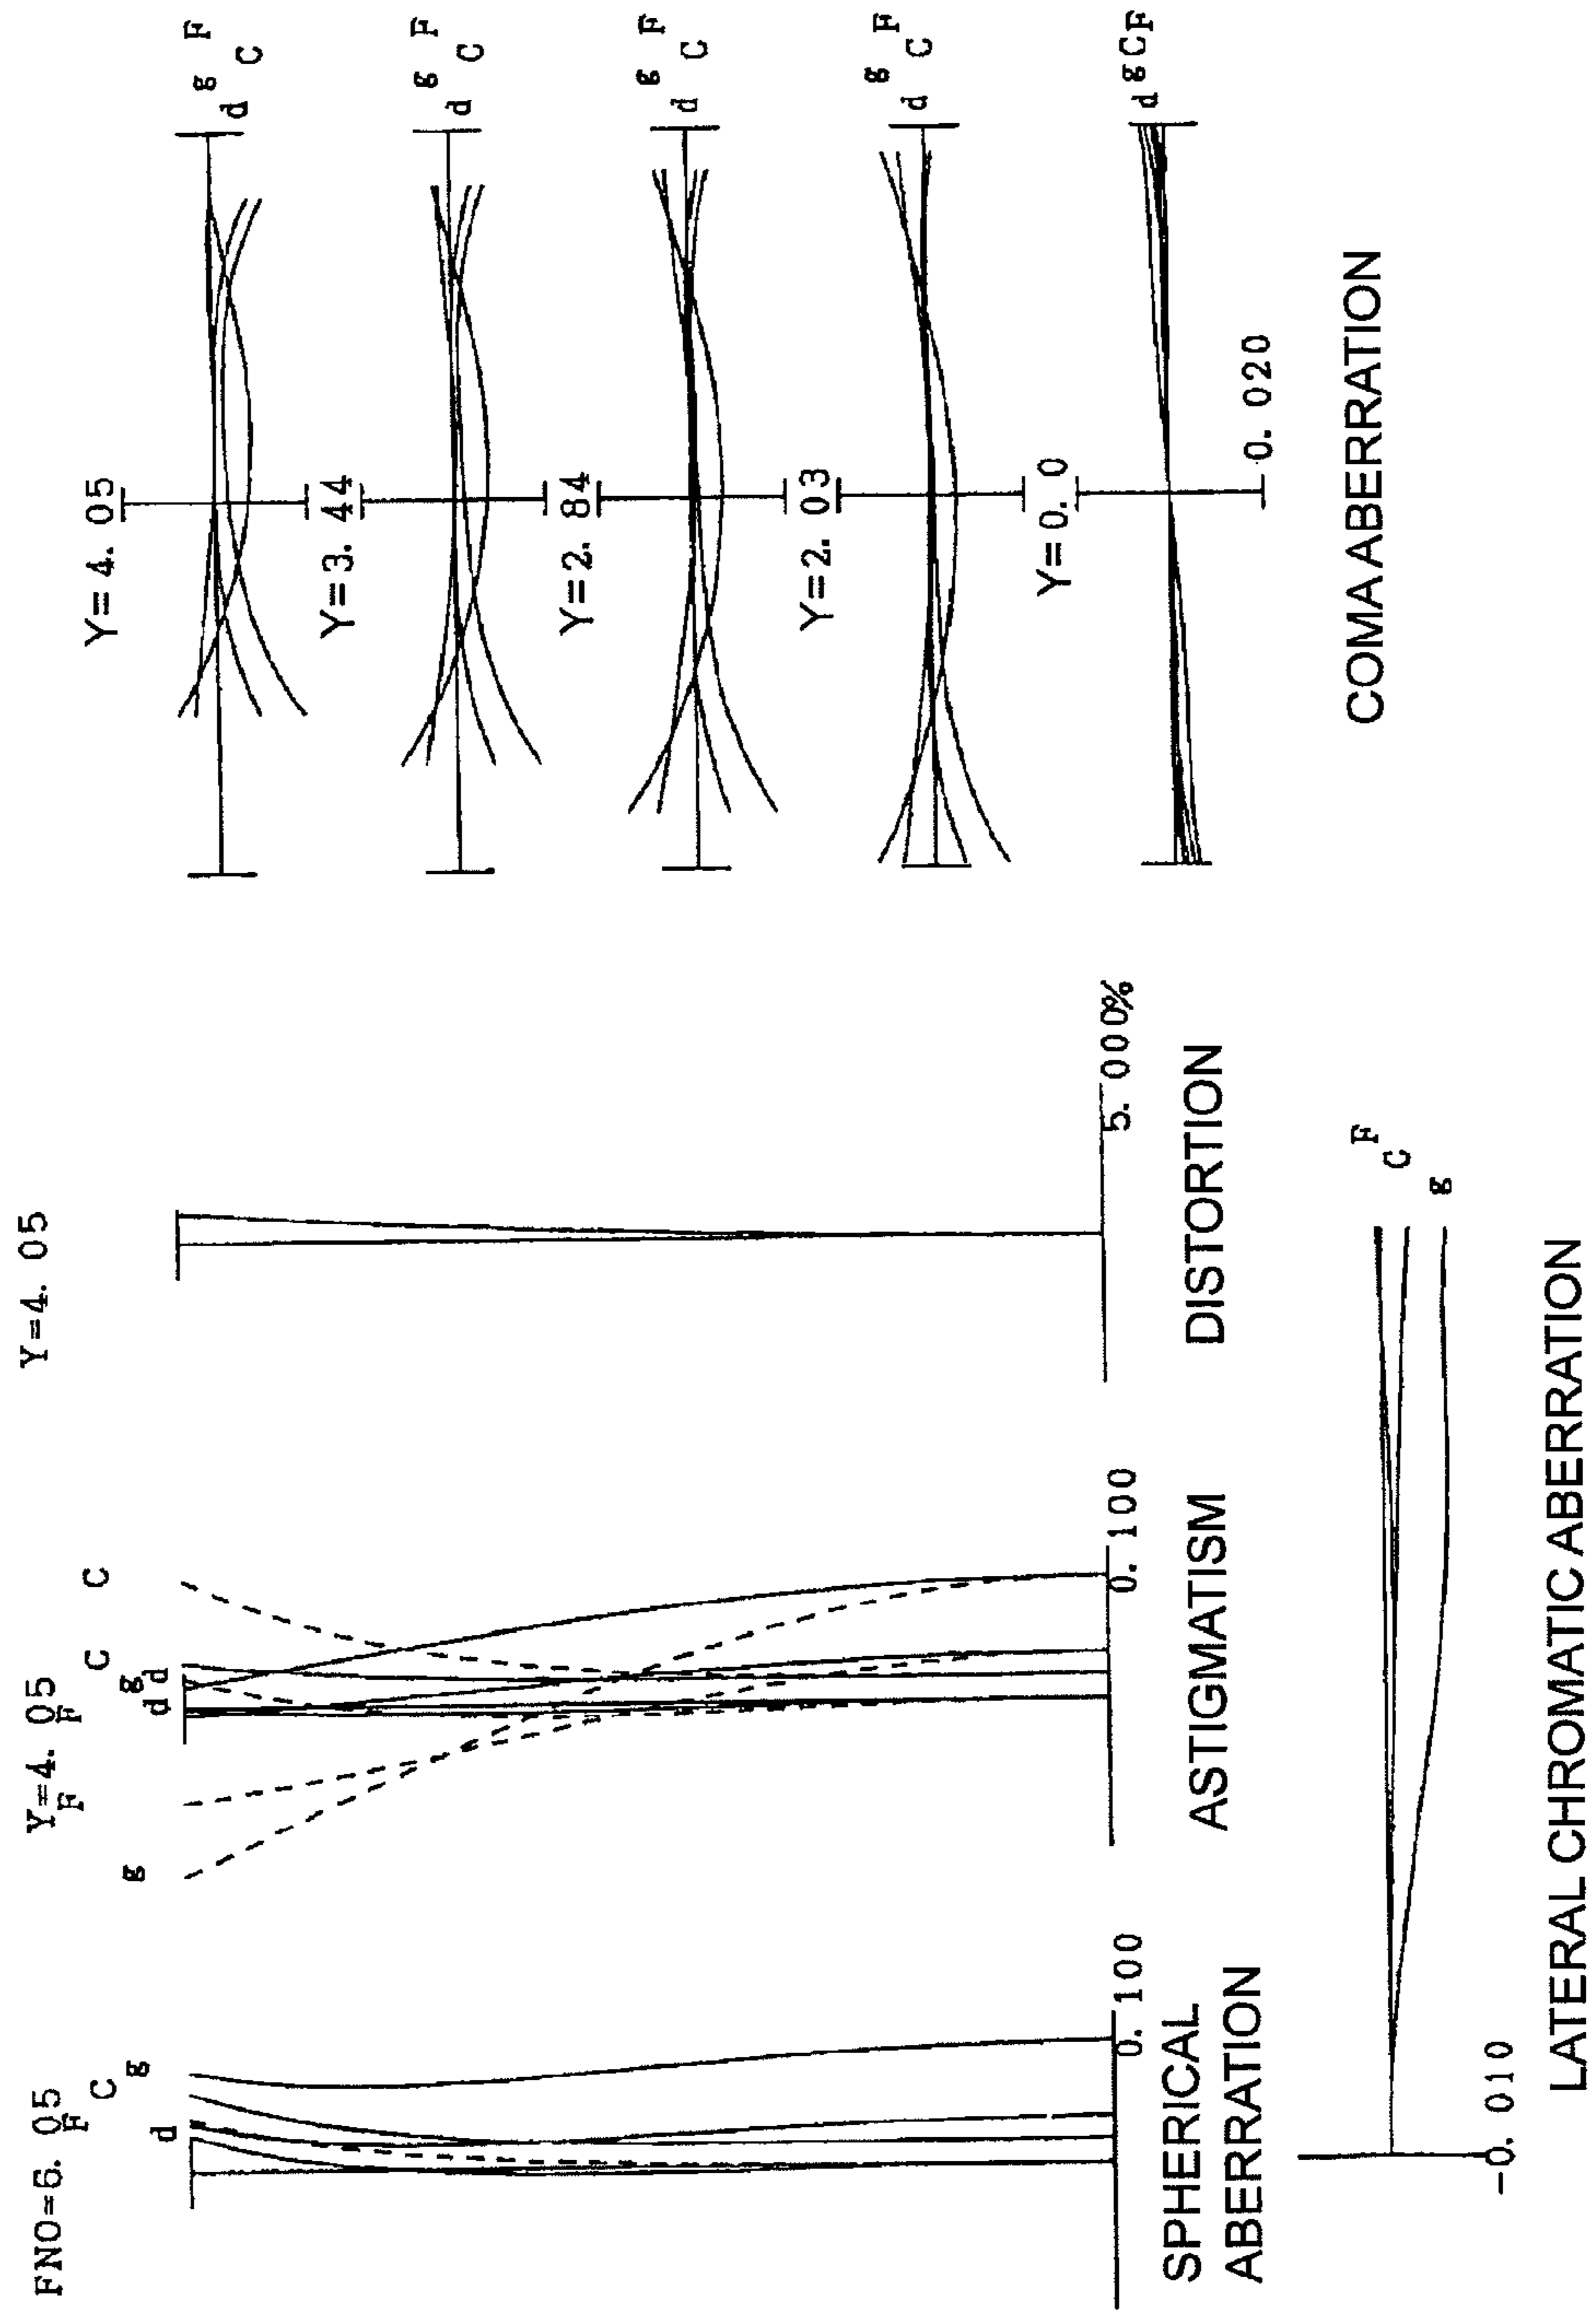 FNO=6. 05
F
C
g
d
0. 100
SPHERICAL
ABERRATION
Y=4. 05
g
F
d
g
F
d
C
C
0. 100
ASTIGMATISM
Y=4. 05
5. 000%
DISTORTION
-0. 010
F
C
g
LATERAL CHROMATIC ABERRATION
Y=4. 05
F
g
C
d
Y=3. 44
F
g
C
d
Y=2. 84
F
g
C
d
Y=2. 03
F
g
C
d
Y=0. 0
d g C F
0. 020
COMA ABERRATION